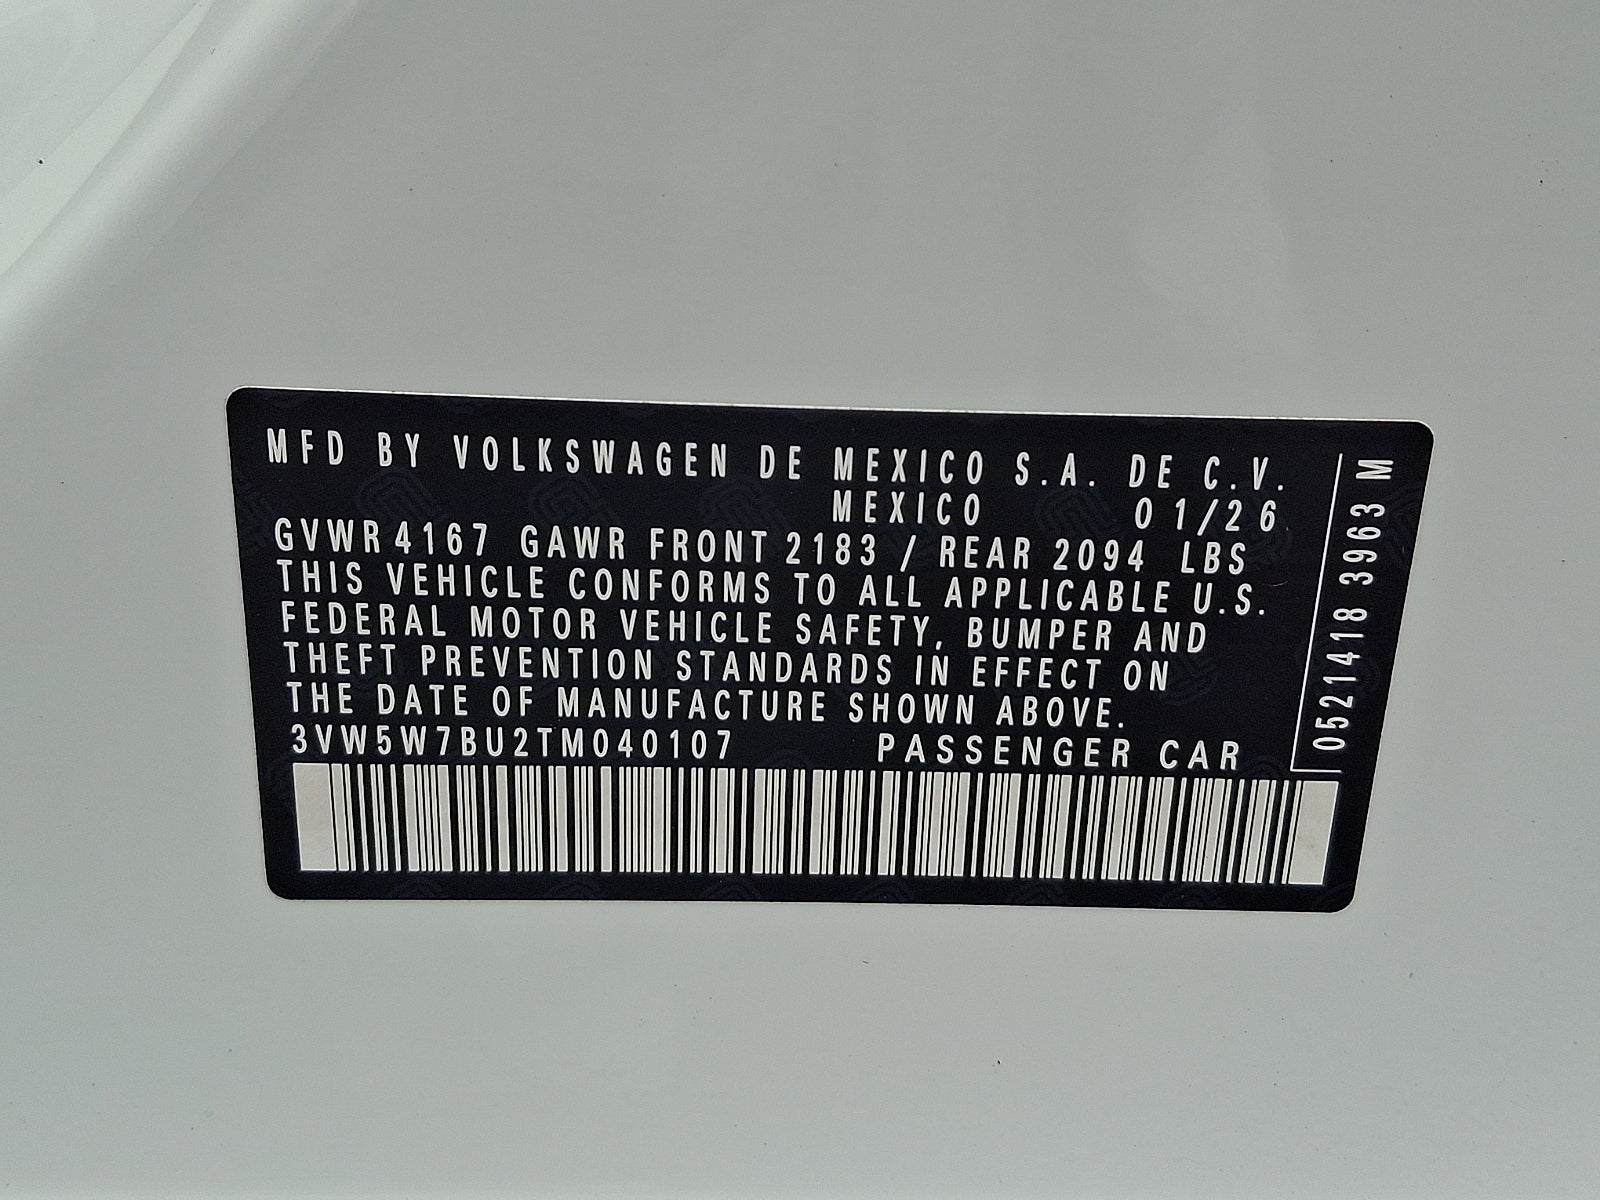 MFD BY VOLKSWAGEN DE MEXICO S.A. DE C.V.
MEXICO 01/26
GVWR 4167 GAWR FRONT 2183 / REAR 2094 LBS
THIS VEHICLE CONFORMS TO ALL APPLICABLE U.S.
FEDERAL MOTOR VEHICLE SAFETY, BUMPER AND
THEFT PREVENTION STANDARDS IN EFFECT ON
THE DATE OF MANUFACTURE SHOWN ABOVE.
3VW5W7BU2TM040107 PASSENGER CAR
0521418 3963 M